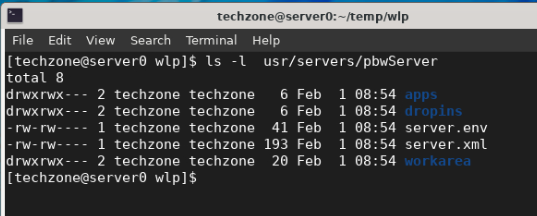 techzone@server0:~/temp/wlp
File Edit View Search Terminal Help
[techzone@server0 wlp]$ ls -l  usr/servers/pbwServer
total 8
drwxrwx--- 2 techzone techzone   6 Feb  1 08:54 apps
drwxrwx--- 2 techzone techzone   6 Feb  1 08:54 dropins
-rw-rw---- 1 techzone techzone  41 Feb  1 08:54 server.env
-rw-rw---- 1 techzone techzone 193 Feb  1 08:54 server.xml
drwxrwx--- 2 techzone techzone  20 Feb  1 08:54 workarea
[techzone@server0 wlp]$